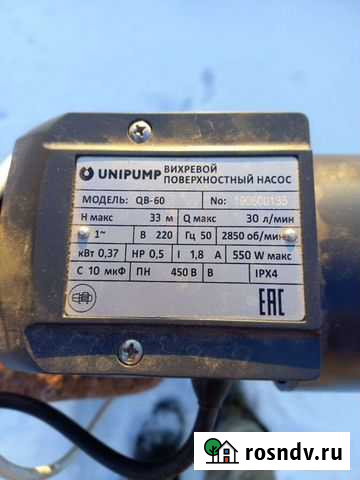 UNIPUMP ВИХРЕВОЙ ПОВЕРХНОСТНЫЙ НАСОС
МОДЕЛЬ: QB-60 No: 190600135
H макс 33 м Q макс 30 л/мин
1~ В 220 Гц 50 2850 об/мин
кВт 0,37 HP 0,5 I 1,8 А 550 W макс
С 10 мкФ ПН 450 В В IPX4
EAC
rosndv.ru